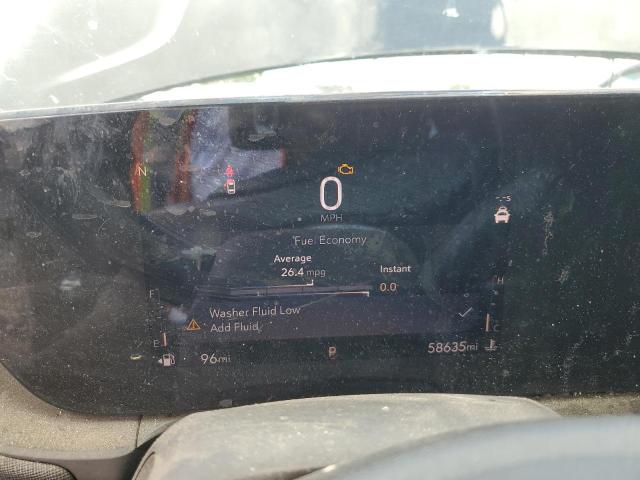 N
0
MPH
Fuel Economy
Average
26.4 mpg
Instant
0.0
Washer Fluid Low
Add Fluid
F
E
H
C
96mi
P
58635mi